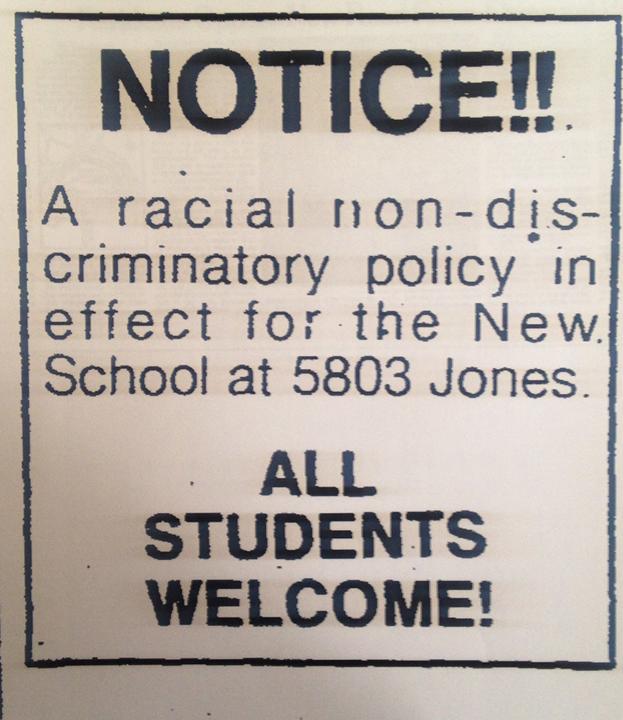 NOTICE!!
A racial non-dis-
criminatory policy in
effect for the New
School at 5803 Jones.
ALL
STUDENTS
WELCOME!